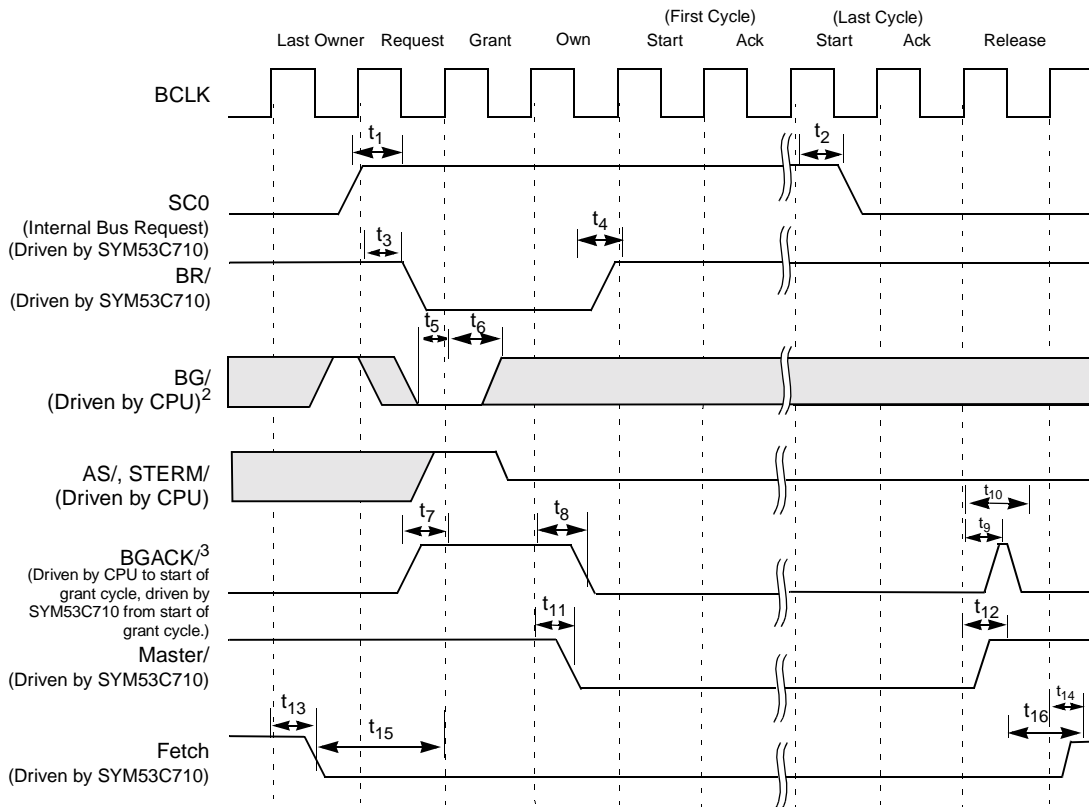 (First Cycle) (Last Cycle)
Last Owner Request Grant Own Start Ack Start Ack Release
BCLK
t1 t2
SC0
(Internal Bus Request)
(Driven by SYM53C710)
t3 t4
BR/
(Driven by SYM53C710)
t5 t6
BG/
(Driven by CPU)2
AS/, STERM/
(Driven by CPU)
t10
t7 t8 t9
BGACK/3
(Driven by CPU to start of
grant cycle, driven by
SYM53C710 from start of
grant cycle.)
t11 t12
Master/
(Driven by SYM53C710)
t13 t15 t16 t14
Fetch
(Driven by SYM53C710)